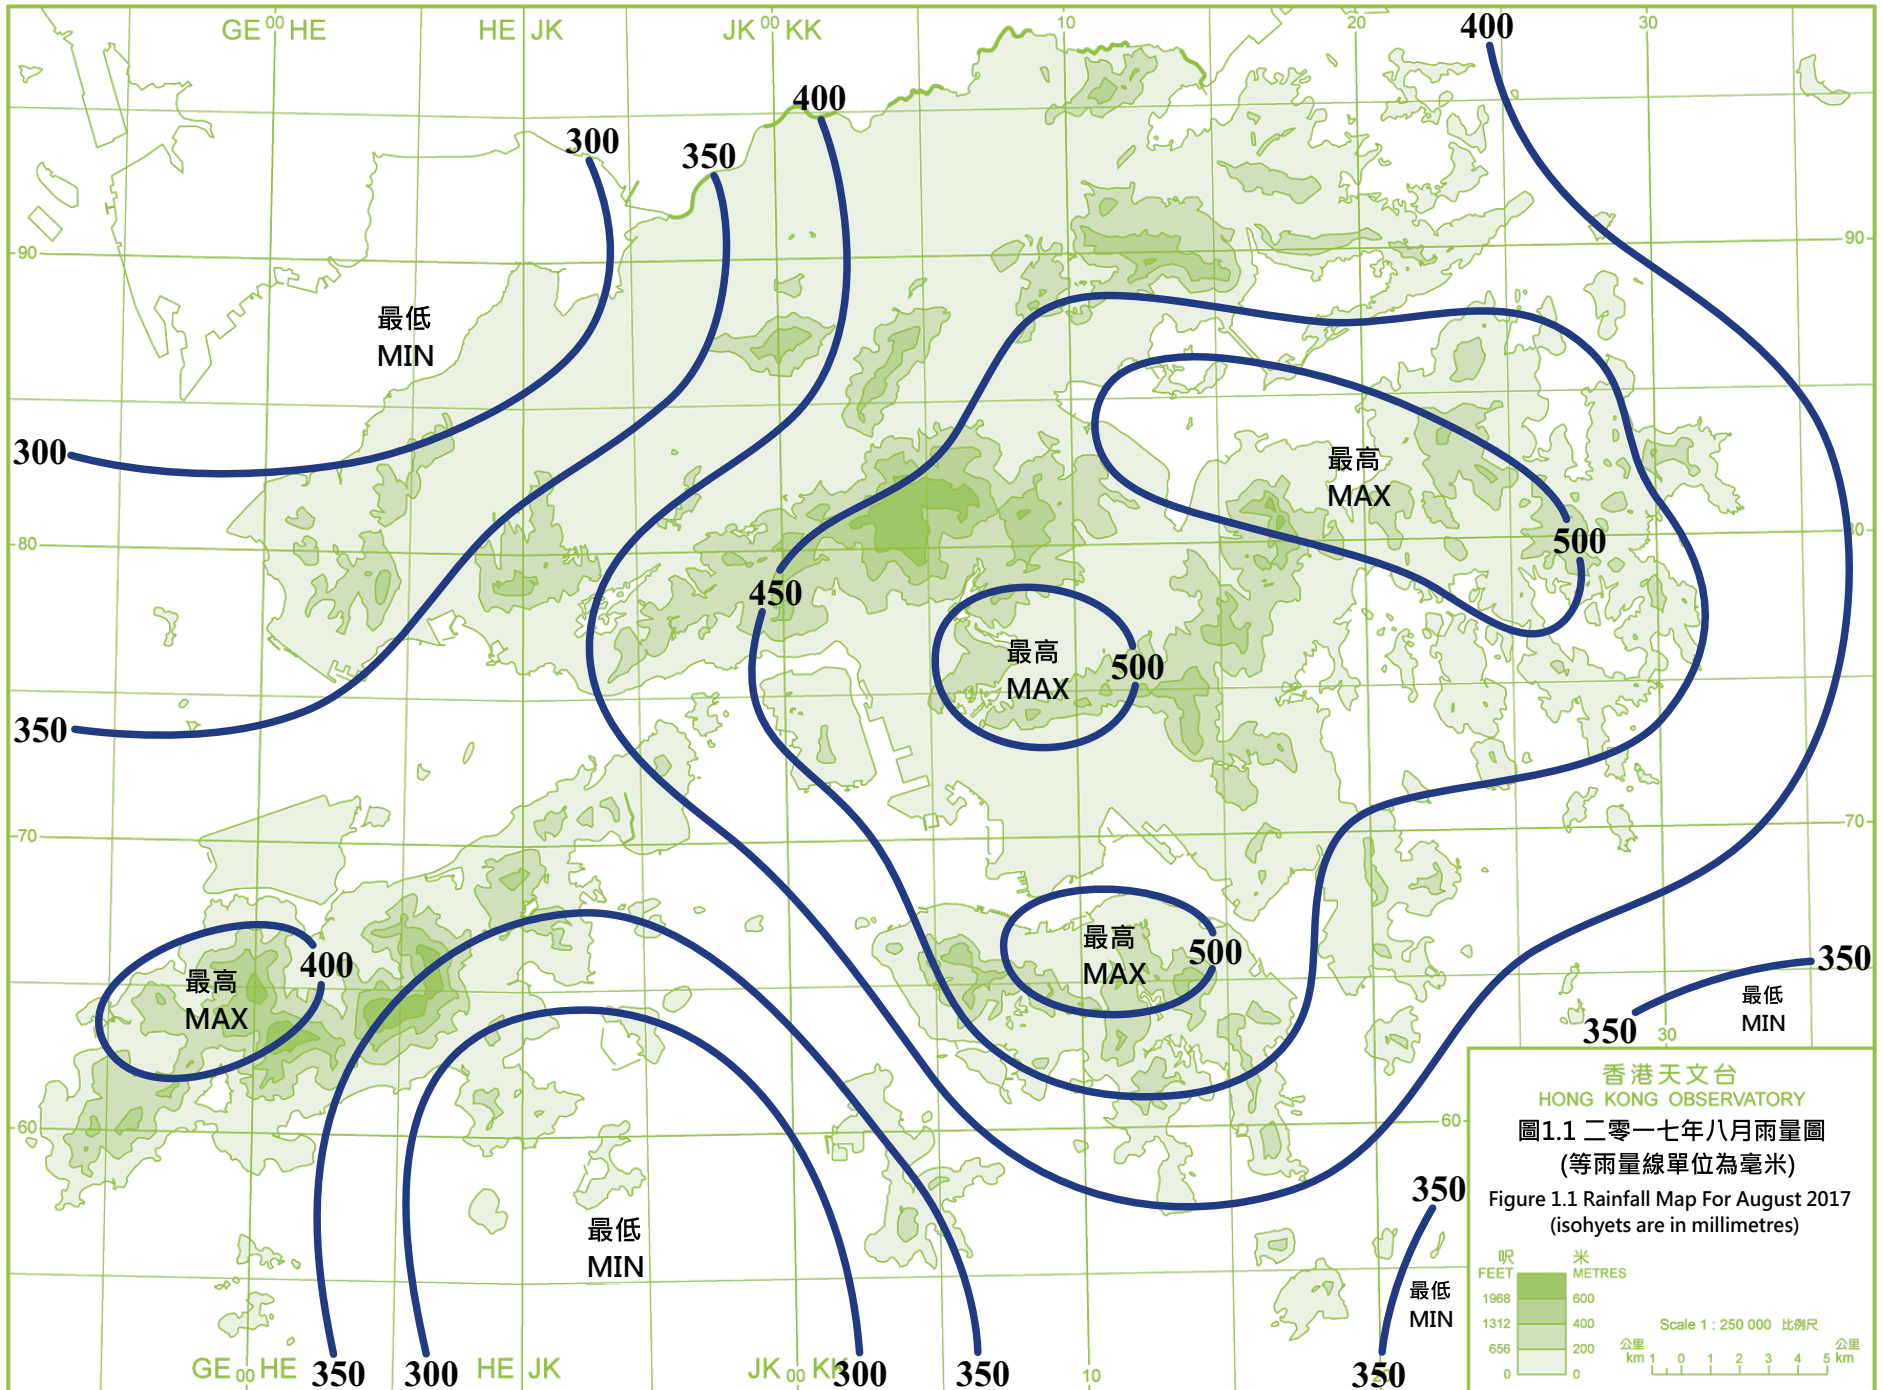 GE 00 HE
HE JK
JK 00 KK
10
20
30
400
400
300
350
90
90
最低
MIN
300
最高
MAX
500
80
450
最高
MAX
500
350
70
70
最高
MAX
500
最高
MAX
400
350
350
最低
MIN
30
60
60
350
最低
MIN
最低
MIN
香港天文台
HONG KONG OBSERVATORY
圖1.1 二零一七年八月雨量圖
(等雨量線單位為毫米)
Figure 1.1 Rainfall Map For August 2017
(isohyets are in millimetres)
呎 米
FEET METRES
1968 600
1312 400
656 200
0 0
Scale 1 : 250 000 比例尺
公里 公里
km 1 0 1 2 3 4 5 km
GE 00 HE
350
300
HE JK
JK 00 KK
300
350
10
350